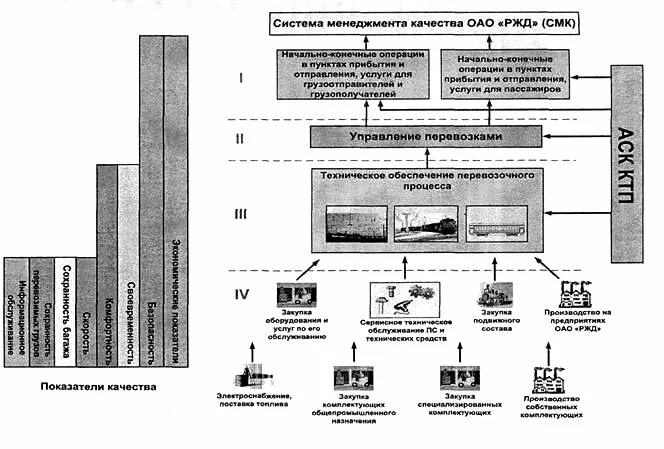 Система менеджмента качества ОАО «РЖД» (СМК)
Начально-конечные операции
в пунктах прибытия и
отправления, услуги для
грузоотправителей и
грузополучателей
Начально-конечные
операции в пунктах
прибытия и отправления,
услуги для пассажиров
I
II
Управление перевозками
АСК КТП
Техническое обеспечение перевозочного
процесса
III
IV
Закупка
оборудования и
услуг по его
обслуживанию
Сервисное техническое
обслуживание ПС и
технических средств
Закупка
подвижного
состава
Производство на
предприятиях
ОАО «РЖД»
Электроснабжение,
поставка топлива
Закупка
комплектующих
общепромышленного
назначения
Закупка
специализированных
комплектующих
Производство
собственных
комплектующих
Информационное
обслуживание
Сохранность
перевозимых грузов
Сохранность багажа
Скорость
Комфортность
Своевременность
Безопасность
Экономические показатели
Показатели качества